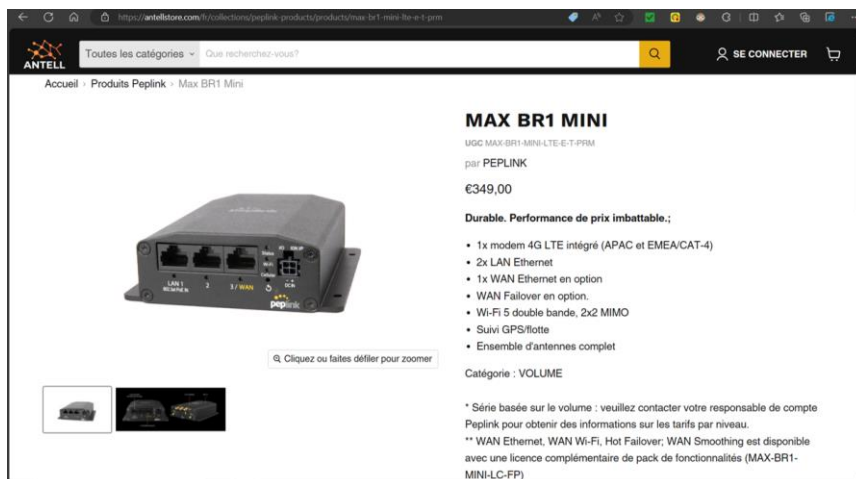 https://antellstore.com/fr/collections/peplink-products/products/max-br1-mini-lte-e-t-prm
ANTELL
Toutes les catégories
Que recherchez-vous?
SE CONNECTER
Accueil › Produits Peplink › Max BR1 Mini
MAX BR1 MINI
UGC MAX-BR1-MINI-LTE-E-T-PRM
par PEPLINK
€349,00
Durable. Performance de prix imbattable.;
• 1x modem 4G LTE intégré (APAC et EMEA/CAT-4)
• 2x LAN Ethernet
• 1x WAN Ethernet en option
• WAN Failover en option.
• Wi-Fi 5 double bande, 2x2 MIMO
• Suivi GPS/flotte
• Ensemble d'antennes complet
Catégorie : VOLUME
* Série basée sur le volume : veuillez contacter votre responsable de compte
Peplink pour obtenir des informations sur les tarifs par niveau.
** WAN Ethernet, WAN Wi-Fi, Hot Failover; WAN Smoothing est disponible
avec une licence complémentaire de pack de fonctionnalités (MAX-BR1-
MINI-LC-FP)
Status
Wi-Fi
Cellular
LAN 1
2
3 / WAN
DC IN
peplink
Cliquez ou faites défiler pour zoomer